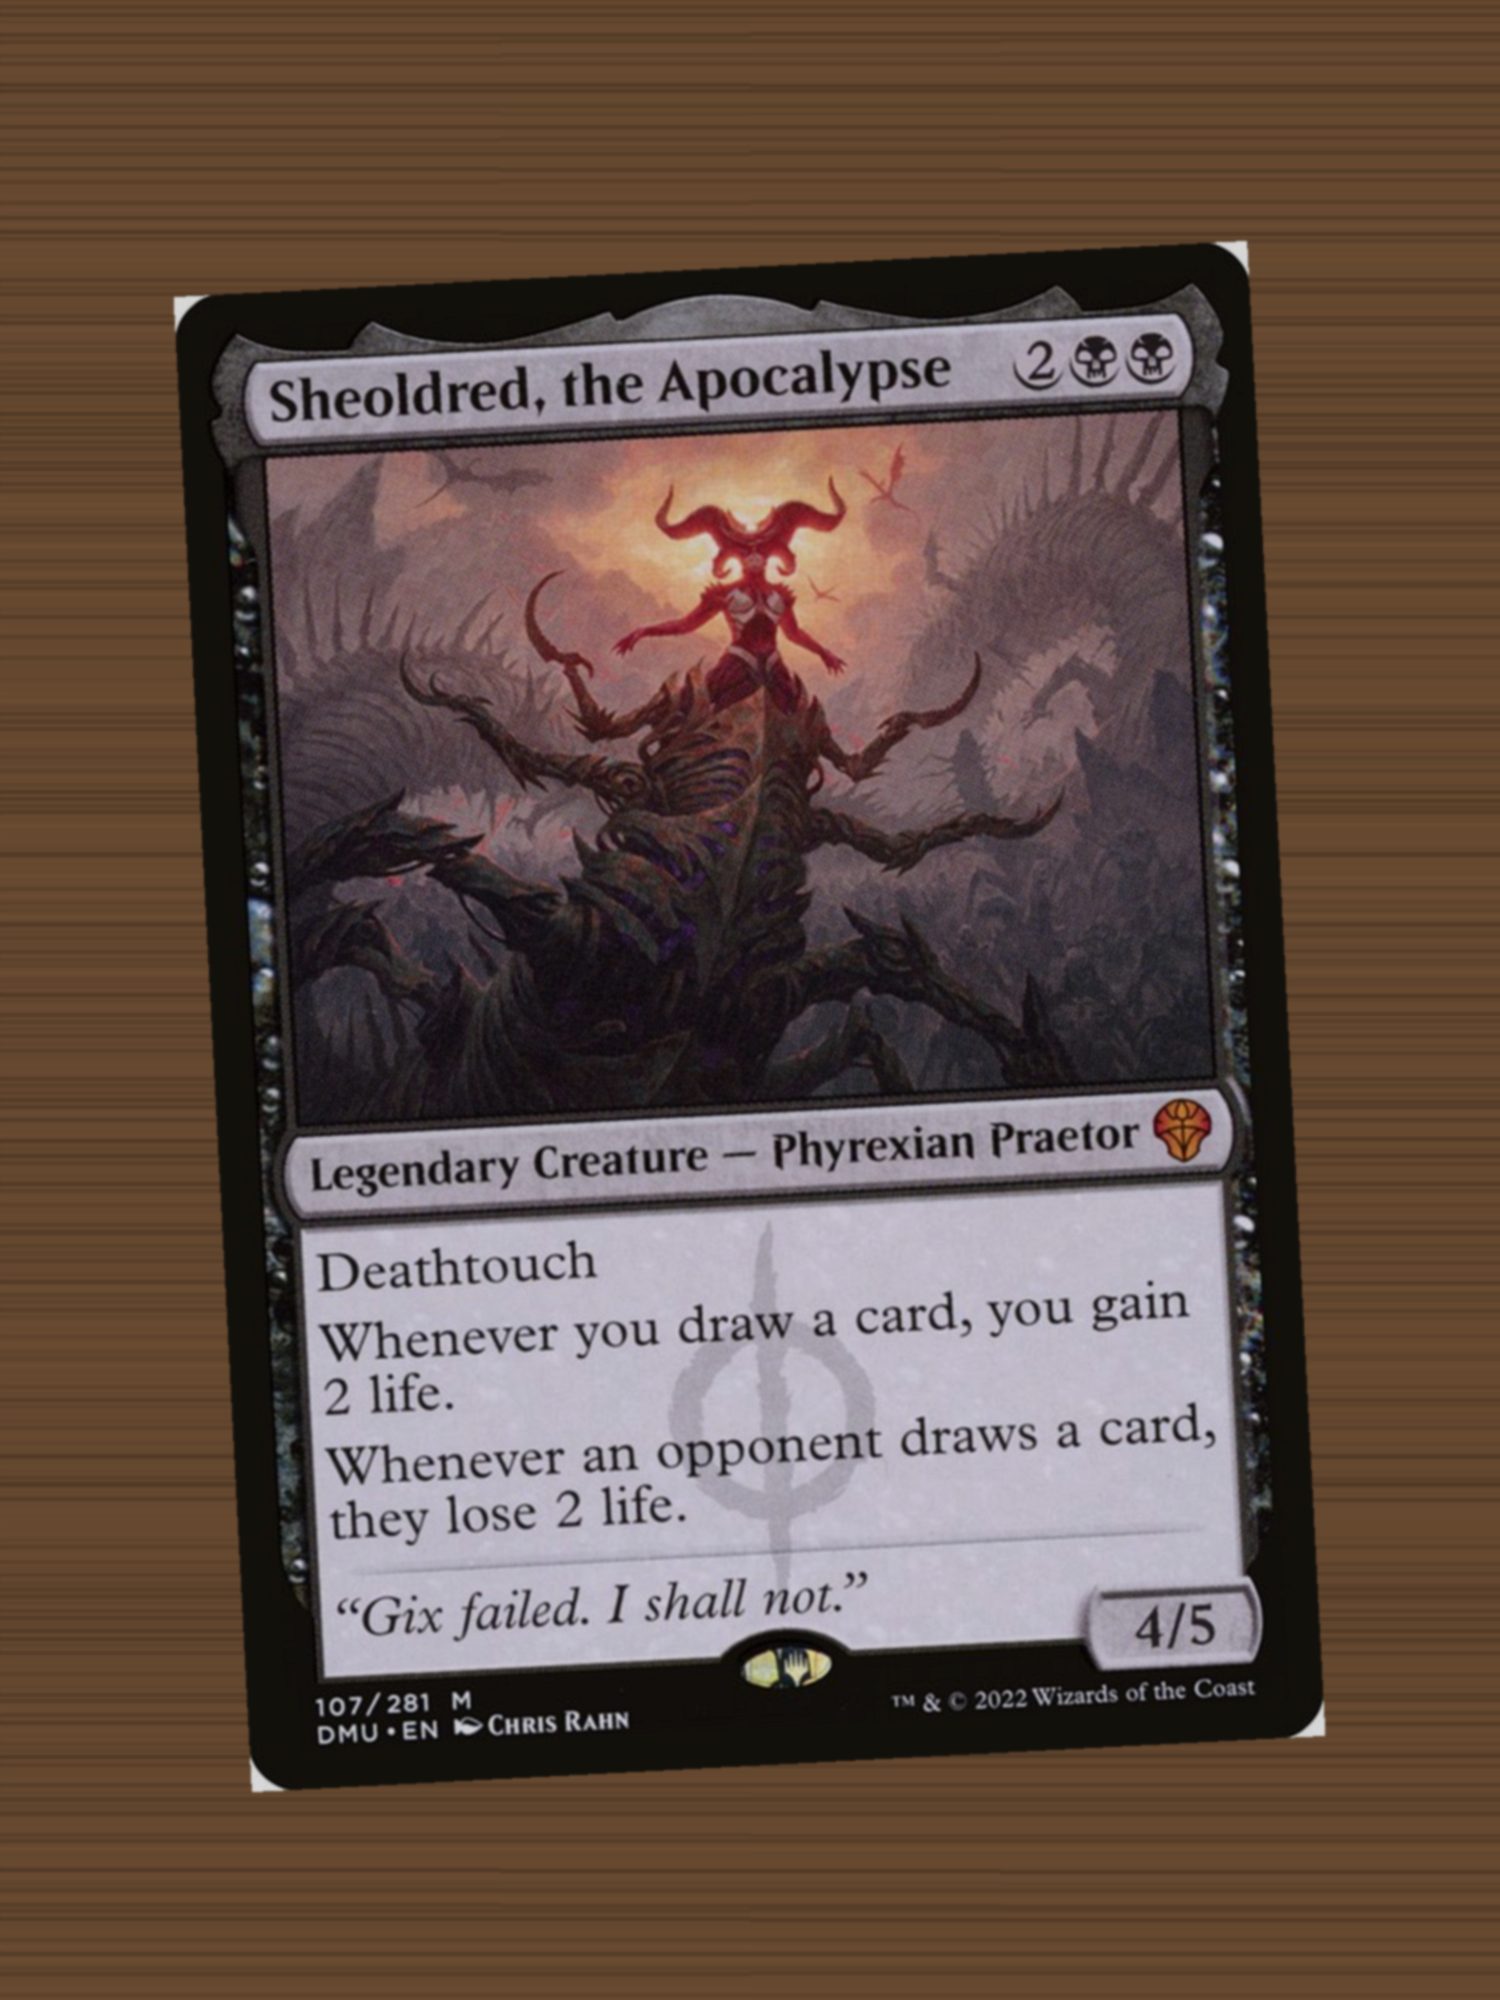 Sheoldred, the Apocalypse 2
Legendary Creature — Phyrexian Praetor
Deathtouch
Whenever you draw a card, you gain
2 life.
Whenever an opponent draws a card,
they lose 2 life.
“Gix failed. I shall not.”
4/5
107/281 M
DMU • EN Chris Rahn
™ & © 2022 Wizards of the Coast